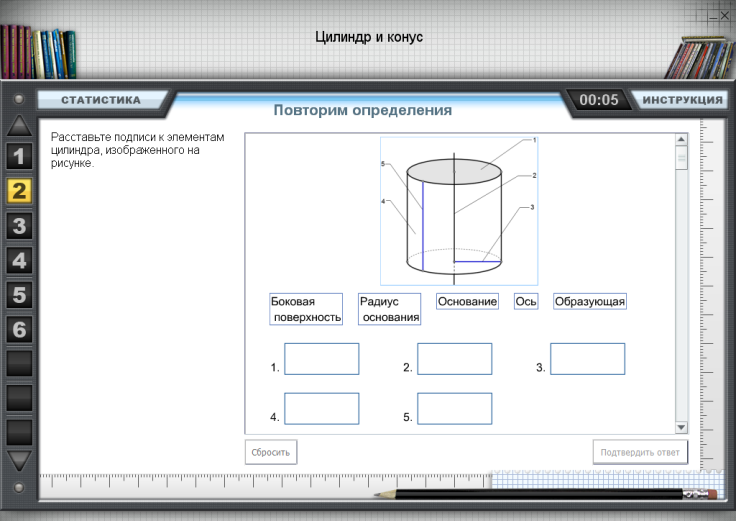 Цилиндр и конус
СТАТИСТИКА
Повторим определения
00:05
ИНСТРУКЦИЯ
Расставьте подписи к элементам
цилиндра, изображенного на
рисунке.
1
2
3
4
5
6
1
5
2
4
3
Боковая
поверхность
Радиус
основания
Основание
Ось
Образующая
1.
2.
3.
4.
5.
Сбросить
Подтвердить ответ